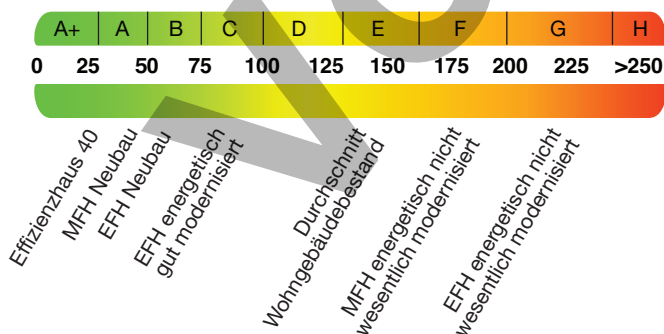 A+ A B C D E F G H
0 25 50 75 100 125 150 175 200 225 >250
Effizienzhaus 40
MFH Neubau
EFH Neubau
EFH energetisch
gut modernisiert
Durchschnitt
Wohngebäudebestand
MFH energetisch nicht
wesentlich modernisiert
EFH energetisch nicht
wesentlich modernisiert